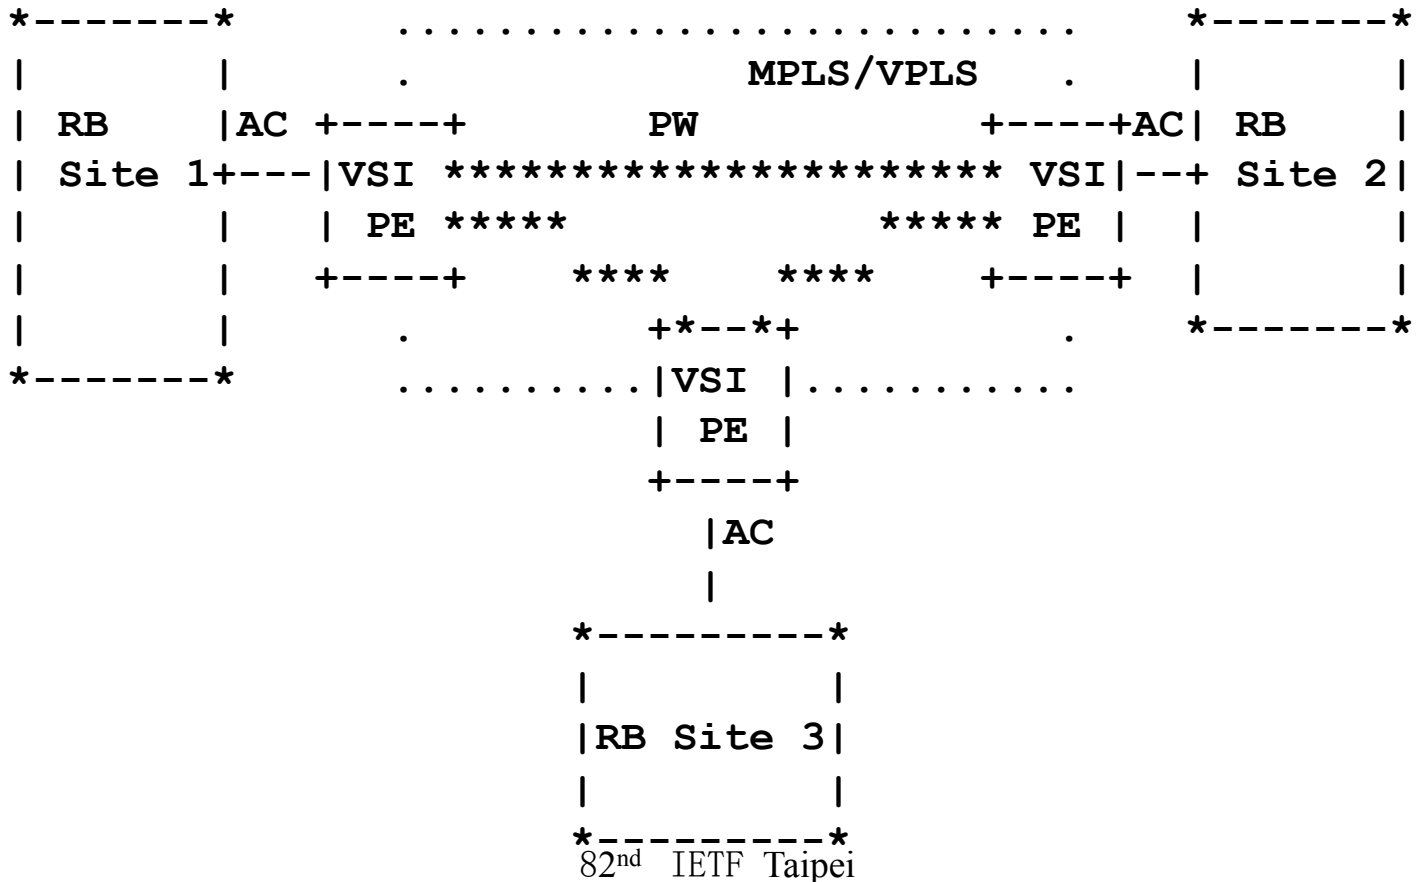 *-------*          ...........................     *-------*
|       |          .             MPLS/VPLS   .     |       |
| RB    |AC +----+       PW           +----+AC| RB    |
| Site 1+---|VSI ********************** VSI|--+ Site 2|
|       |   | PE *****            ***** PE |  |       |
|       |   +----+    ****    ****    +----+  |       |
|       |      .         +*--*+          .    *-------*
*-------*      ..........|VSI |...........
| PE |
+----+
|AC
|
*---------*
|         |
|RB Site 3|
|         |
*---------*
82nd IETF Taipei